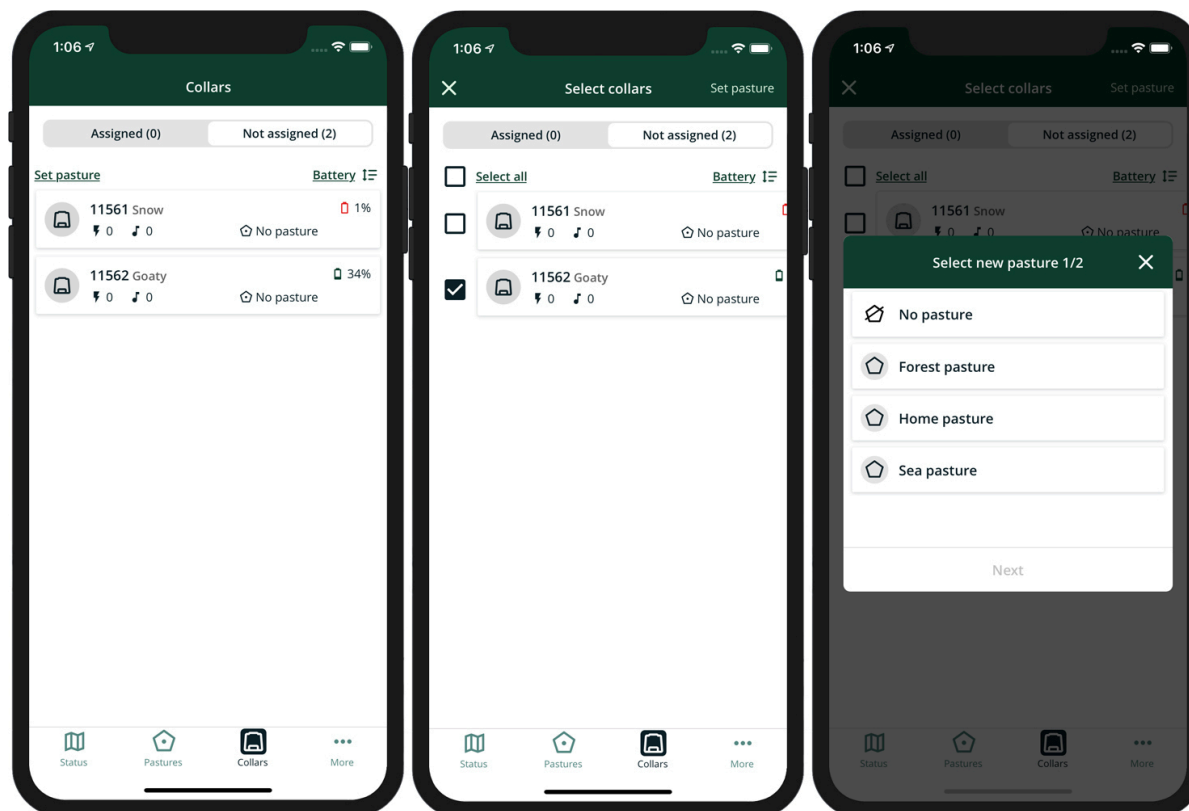 1:06
Collars
Assigned (0) Not assigned (2)
Set pasture Battery
11561 Snow 1%
0 0 No pasture
11562 Goaty 34%
0 0 No pasture
Status Pastures Collars More
1:06
Select collars Set pasture
Assigned (0) Not assigned (2)
Select all Battery
11561 Snow
0 0 No pasture
11562 Goaty
0 0 No pasture
Status Pastures Collars More
1:06
Select collars Set pasture
Assigned (0) Not assigned (2)
Select all Battery
11561 Snow
0 0 No pasture
Select new pasture 1/2
No pasture
Forest pasture
Home pasture
Sea pasture
Next
Status Pastures Collars More